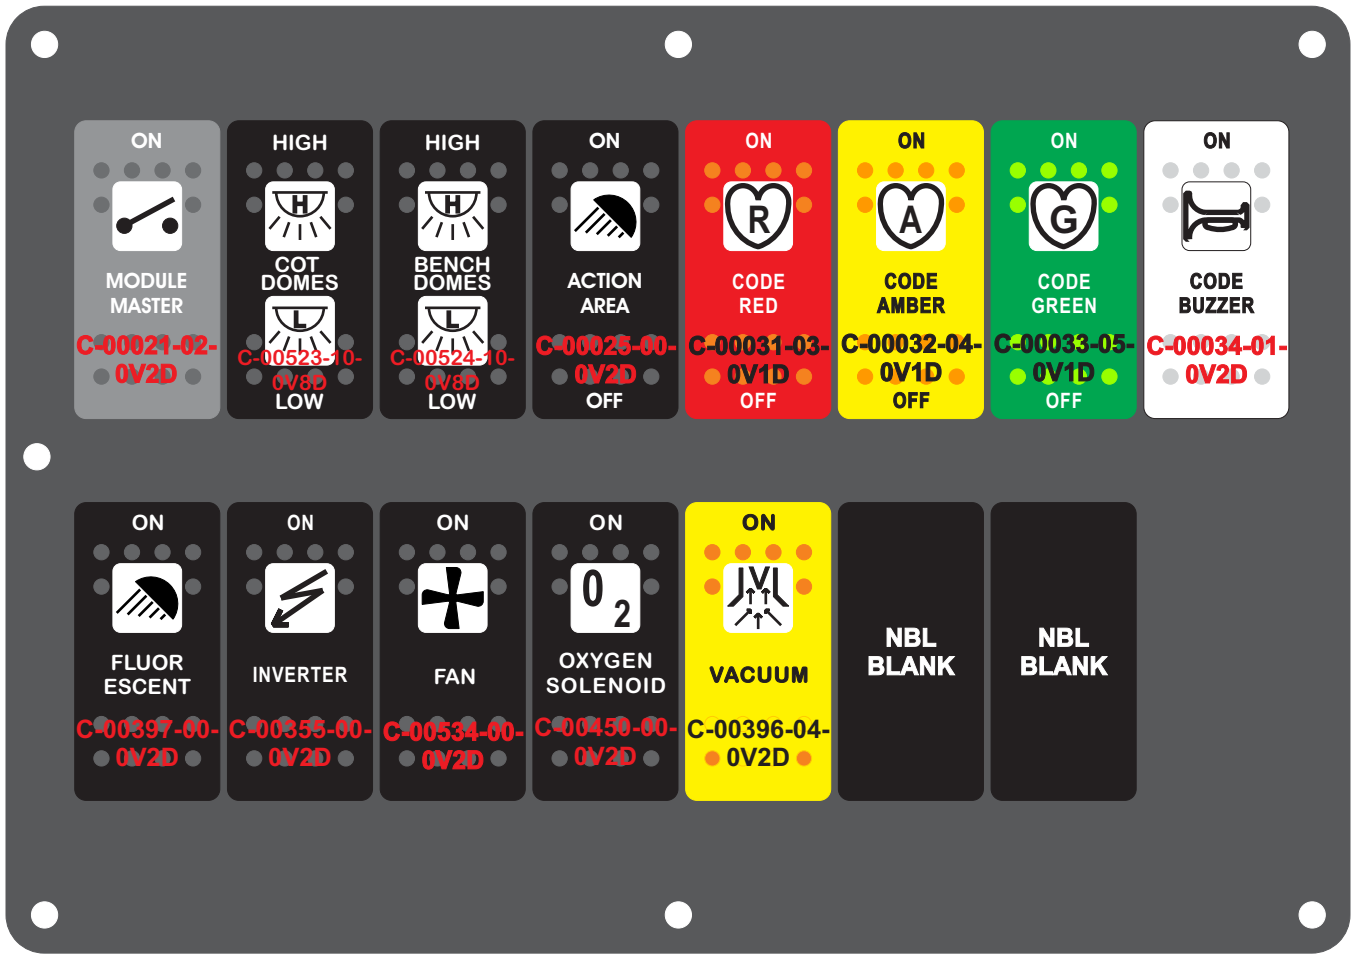 ON
MODULE
MASTER
C-00021-02-
0V2D
HIGH
H
COT
DOMES
L
C-00523-10-
0V8D
LOW
HIGH
H
BENCH
DOMES
L
C-00524-10-
0V8D
LOW
ON
ACTION
AREA
C-00025-00-
0V2D
OFF
ON
R
CODE
RED
C-00031-03-
0V1D
OFF
ON
A
CODE
AMBER
C-00032-04-
0V1D
OFF
ON
G
CODE
GREEN
C-00033-05-
0V1D
OFF
ON
CODE
BUZZER
C-00034-01-
0V2D
ON
FLUOR
ESCENT
C-00397-00-
0V2D
ON
INVERTER
C-00355-00-
0V2D
ON
FAN
C-00534-00-
0V2D
ON
0 2
OXYGEN
SOLENOID
C-00450-00-
0V2D
ON
V
VACUUM
C-00396-04-
0V2D
NBL
BLANK
NBL
BLANK